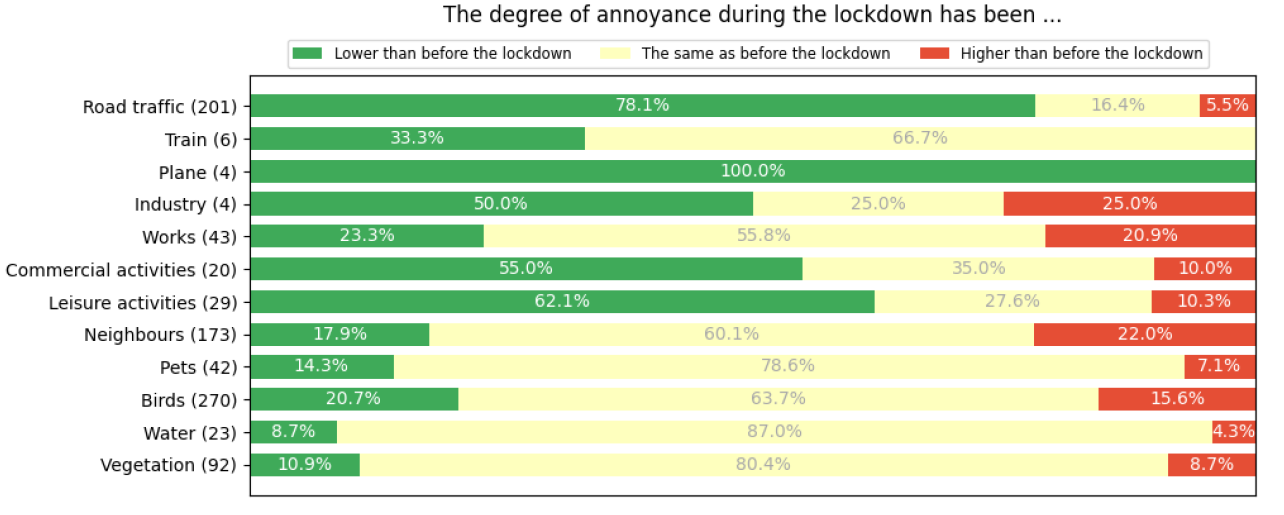 The degree of annoyance during the lockdown has been ...
Lower than before the lockdown The same as before the lockdown Higher than before the lockdown
Road traffic (201) 78.1% 16.4% 5.5%
Train (6) 33.3% 66.7%
Plane (4) 100.0%
Industry (4) 50.0% 25.0% 25.0%
Works (43) 23.3% 55.8% 20.9%
Commercial activities (20) 55.0% 35.0% 10.0%
Leisure activities (29) 62.1% 27.6% 10.3%
Neighbours (173) 17.9% 60.1% 22.0%
Pets (42) 14.3% 78.6% 7.1%
Birds (270) 20.7% 63.7% 15.6%
Water (23) 8.7% 87.0% 4.3%
Vegetation (92) 10.9% 80.4% 8.7%